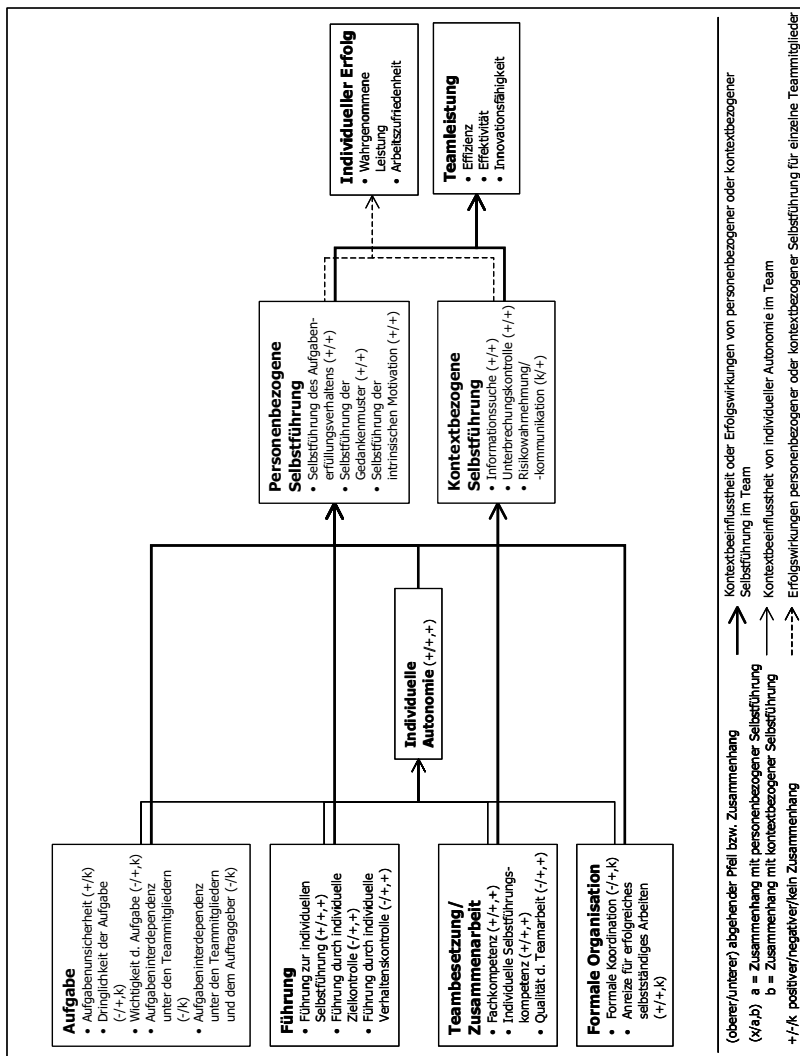 Aufgabe
• Aufgabenunsicherheit (+/k)
• Dringlichkeit der Aufgabe
(-/+,k)
• Wichtigkeit d. Aufgabe (-/+,k)
• Aufgabeninterdependenz
unter den Teammitgliedern
(-/k)
• Aufgabeninterdependenz
unter den Teammitgliedern
und dem Auftraggeber (-/k)
Führung
• Führung zur individuellen
Selbstführung (+/+,+)
• Führung durch individuelle
Zielkontrolle (-/+,+)
• Führung durch individuelle
Verhaltenskontrolle (-/+,+)
Teambesetzung/
Zusammenarbeit
• Fachkompetenz (+/+,+)
• Individuelle Selbstführungs-
kompetenz (+/+,+)
• Qualität d. Teamarbeit (-/+,+)
Formale Organisation
• Formale Koordination (-/+,k)
• Anreize für erfolgreiches
selbstständiges Arbeiten
(+/+,k)
Individuelle
Autonomie (+/+,+)
Personenbezogene
Selbstführung
• Selbstführung des Aufgaben-
erfüllungsverhaltens (+/+)
• Selbstführung der
Gedankenmuster (+/+)
• Selbstführung der
intrinsischen Motivation (+/+)
Kontextbezogene
Selbstführung
• Informationssuche (+/+)
• Unterbrechungskontrolle (+/+)
• Risikowahrnehmung/
-kommunikation (k/+)
Individueller Erfolg
• Wahrgenommene
Leistung
• Arbeitszufriedenheit
Teamleistung
• Effizienz
• Effektivität
• Innovationsfähigkeit
(oberer/unterer) abgehender Pfeil bzw. Zusammenhang
(x/a,b) a = Zusammenhang mit personenbezogener Selbstführung
b = Zusammenhang mit kontextbezogener Selbstführung
+/-/k positiver/negativer/kein Zusammenhang
Kontextbeeinflusstheit oder Erfolgswirkungen von personenbezogener oder kontextbezogener
Selbstführung im Team
Kontextbeeinflusstheit von individueller Autonomie im Team
Erfolgswirkungen personenbezogener oder kontextbezogener Selbstführung für einzelne Teammitglieder